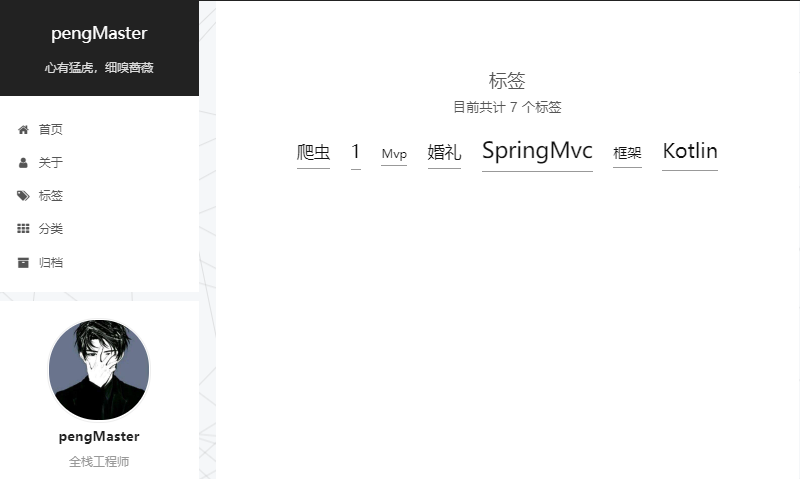 pengMaster
心有猛虎，细嗅蔷薇
首页
关于
标签
分类
归档
pengMaster
全栈工程师
标签
目前共计 7 个标签
爬虫 1 Mvp 婚礼 SpringMvc 框架 Kotlin